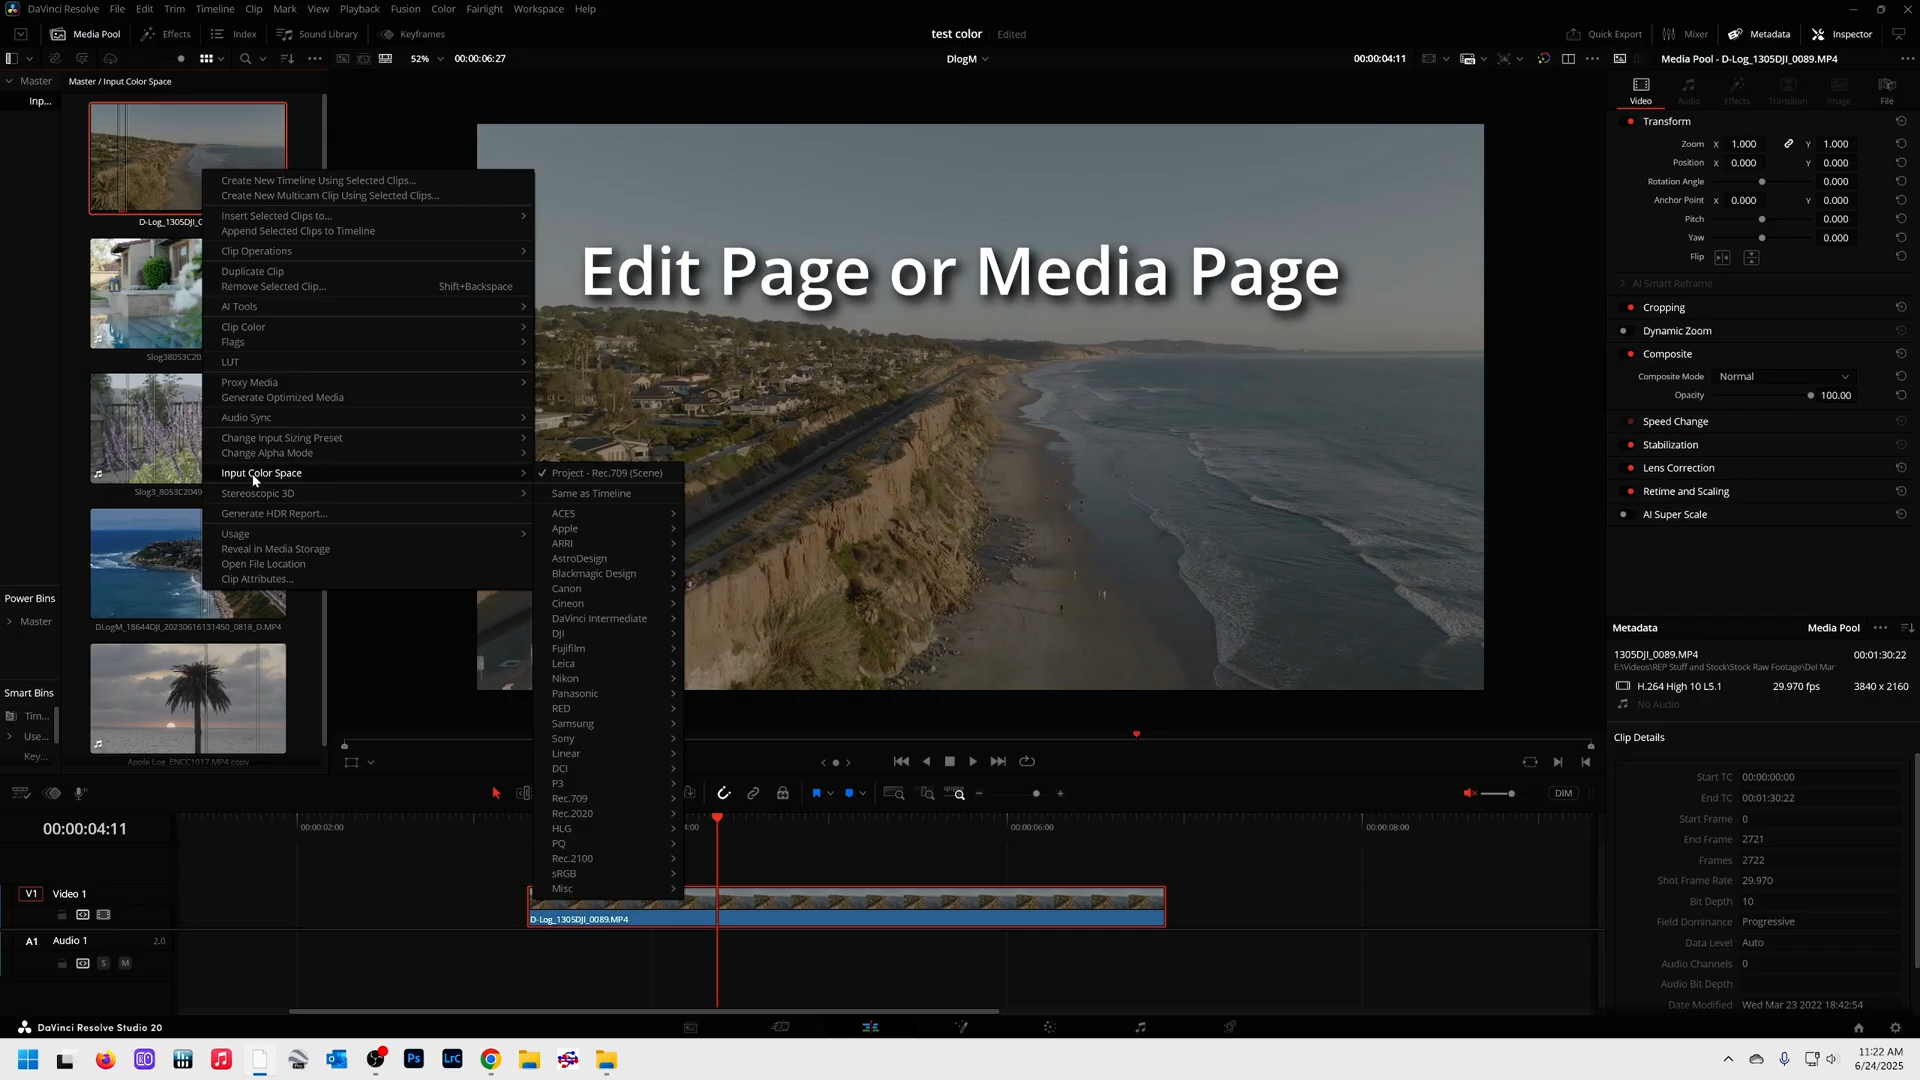 DaVinci Resolve File Edit Trim Timeline Clip Mark View Playback Fusion Color Fairlight Workspace Help
Media Pool Effects Index Sound Library Keyframes test color Edited Quick Export Mixer Metadata Inspector
52% 00:00:06:27 DlogM 00:00:04:11 Media Pool - D-Log_1305DJI_0089.MP4
Master Master / Input Color Space
Inp...
Video Audio Effects Transition Image File
Transform
Zoom X 1.000 Y 1.000
Position X 0.000 Y 0.000
Rotation Angle 0.000
Anchor Point X 0.000 Y 0.000
Pitch 0.000
Yaw 0.000
Flip
AI Smart Reframe
Cropping
Dynamic Zoom
Composite
Composite Mode Normal
Opacity 100.00
Speed Change
Stabilization
Lens Correction
Retime and Scaling
AI Super Scale
D-Log_1305DJI_0
Slog38053C20
Slog3_8053C2049
DLogM_18644DJI_20230616131450_0818_D.MP4
Apple Log_ENCC1017.MP4 copy
Power Bins
Master
Smart Bins
Tim...
Use...
Key...
Create New Timeline Using Selected Clips...
Create New Multicam Clip Using Selected Clips...
Insert Selected Clips to...
Append Selected Clips to Timeline
Clip Operations
Duplicate Clip
Remove Selected Clip... Shift+Backspace
AI Tools
Clip Color
Flags
LUT
Proxy Media
Generate Optimized Media
Audio Sync
Change Input Sizing Preset
Change Alpha Mode
Input Color Space
Stereoscopic 3D
Generate HDR Report...
Usage
Reveal in Media Storage
Open File Location
Clip Attributes...
Project - Rec.709 (Scene)
Same as Timeline
ACES
Apple
ARRI
AstroDesign
Blackmagic Design
Canon
Cineon
DaVinci Intermediate
DJI
Fujifilm
Leica
Nikon
Panasonic
RED
Samsung
Sony
Linear
DCI
P3
Rec.709
Rec.2020
HLG
PQ
Rec.2100
sRGB
Misc
Edit Page or Media Page
Metadata Media Pool
1305DJI_0089.MP4 00:01:30:22
E:\Videos\REP Stuff and Stock\Stock Raw Footage\Del Mar
H.264 High 10 L5.1 29.970 fps 3840 x 2160
No Audio
Clip Details
Start TC 00:00:00:00
End TC 00:01:30:22
Start Frame 0
End Frame 2721
Frames 2722
Shot Frame Rate 29.970
Bit Depth 10
Field Dominance Progressive
Data Level Auto
Audio Channels 0
Audio Bit Depth
Date Modified Wed Mar 23 2022 18:42:54
DIM
00:00:04:11 00:00:02:00 4:00 00:00:06:00 00:00:08:00
V1 Video 1
D-Log_1305DJI_0089.MP4
A1 Audio 1 2.0
S M
DaVinci Resolve Studio 20
Pro Ps LrC
11:22 AM
6/24/2025